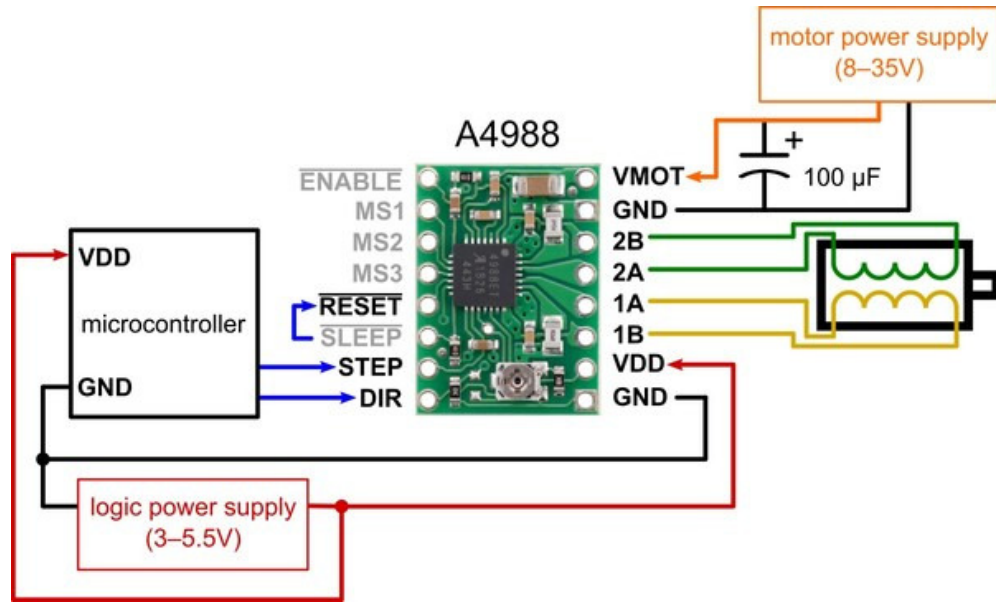 motor power supply
(8–35V)
A4988
ENABLE
MS1
MS2
MS3
RESET
SLEEP
STEP
DIR
VMOT
GND
2B
2A
1A
1B
VDD
GND
+
100 µF
VDD
microcontroller
GND
logic power supply
(3–5.5V)